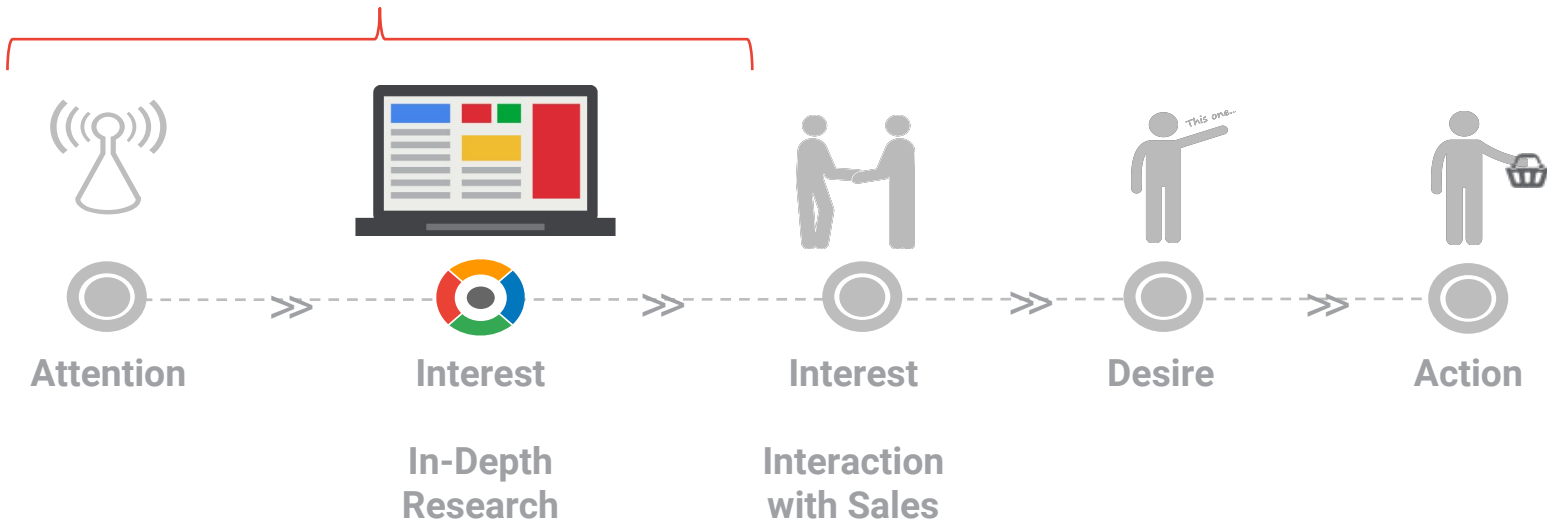 This one...
Attention
Interest
Interest
Desire
Action
In-Depth
Research
Interaction
with Sales